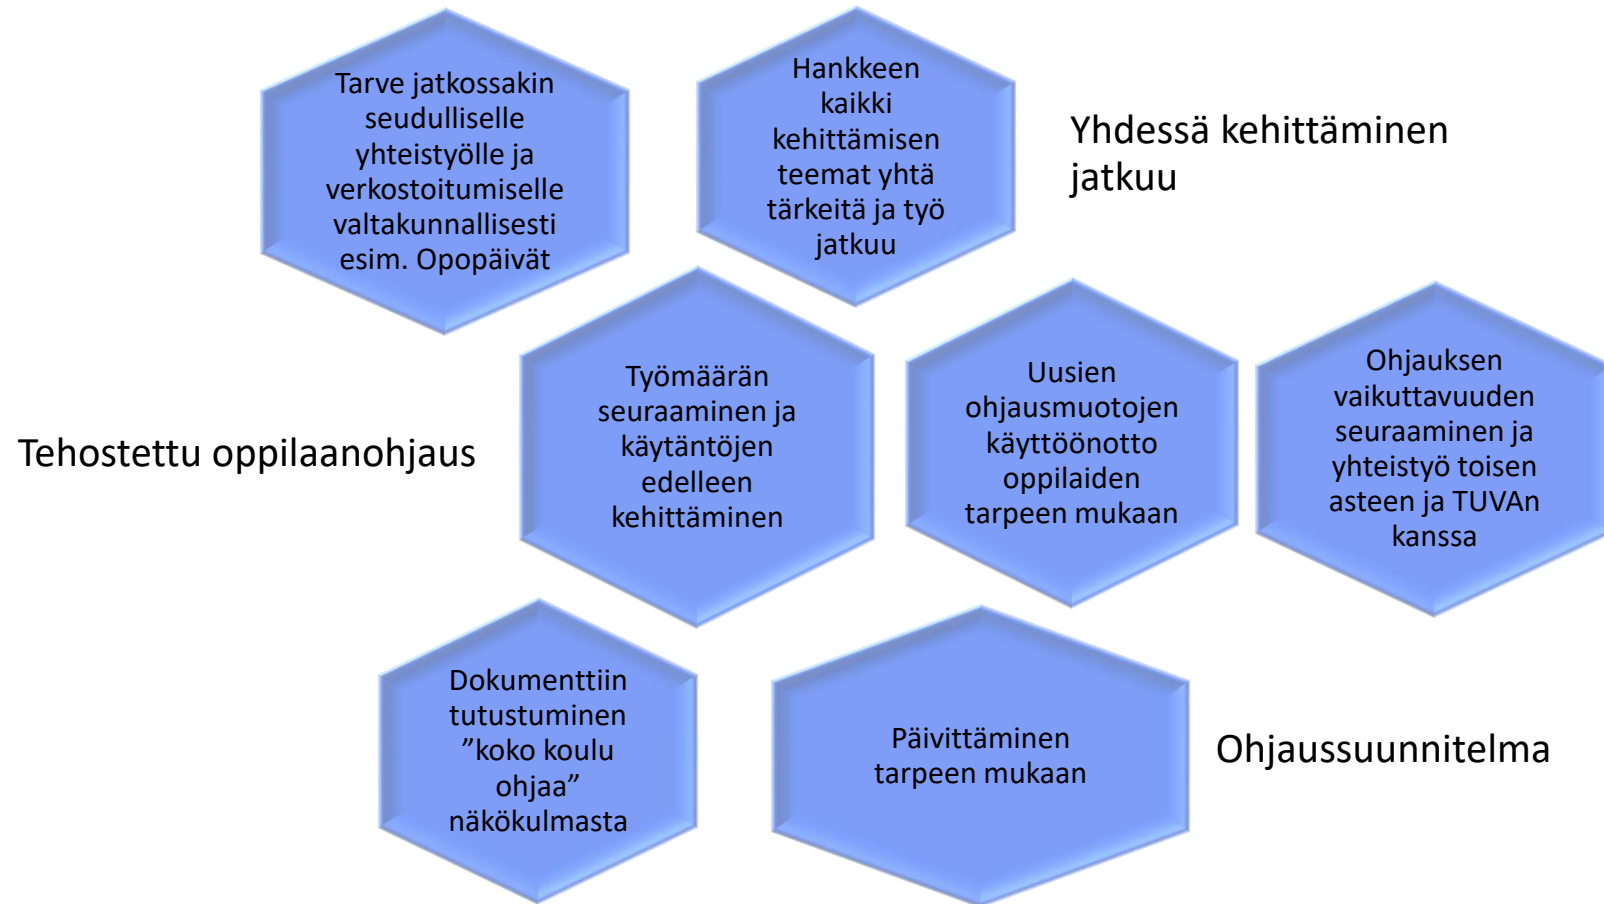 Tarve jatkossakin
seudulliselle
yhteistyölle ja
verkostoitumiselle
valtakunnallisesti
esim. Opopäivät
Hankkeen
kaikki
kehittämisen
teemat yhtä
tärkeitä ja työ
jatkuu
Yhdessä kehittäminen
jatkuu
Tehostettu oppilaanohjaus
Työmäärän
seuraaminen ja
käytäntöjen
edelleen
kehittäminen
Uusien
ohjausmuotojen
käyttöönotto
oppilaiden
tarpeen mukaan
Ohjauksen
vaikuttavuuden
seuraaminen ja
yhteistyö toisen
asteen ja TUVAn
kanssa
Dokumenttiin
tutustuminen
”koko koulu
ohjaa”
näkökulmasta
Päivittäminen
tarpeen mukaan
Ohjaussuunnitelma